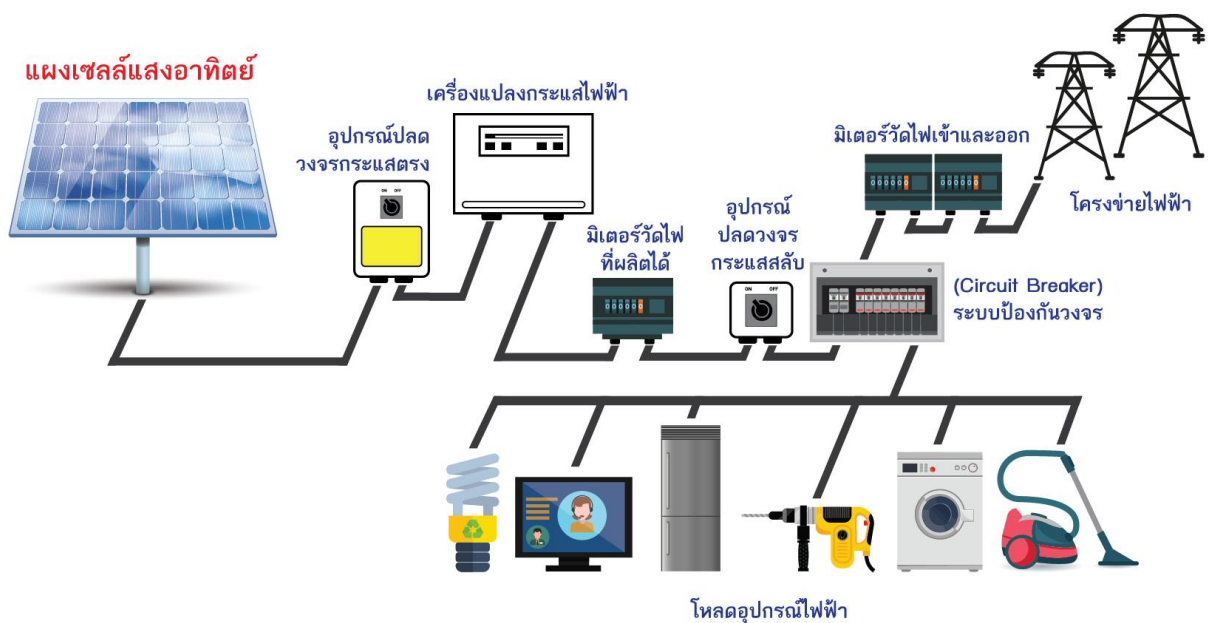 แผงเซลล์แสงอาทิตย์
อุปกรณ์ปลด
วงจรกระแสตรง
ON OFF
เครื่องแปลงกระแสไฟฟ้า
มิเตอร์วัดไฟ
ที่ผลิตได้
000000
อุปกรณ์
ปลดวงจร
กระแสสลับ
ON OFF
มิเตอร์วัดไฟเข้าและออก
000000
000000
โครงข่ายไฟฟ้า
(Circuit Breaker)
ระบบป้องกันวงจร
โหลดอุปกรณ์ไฟฟ้า